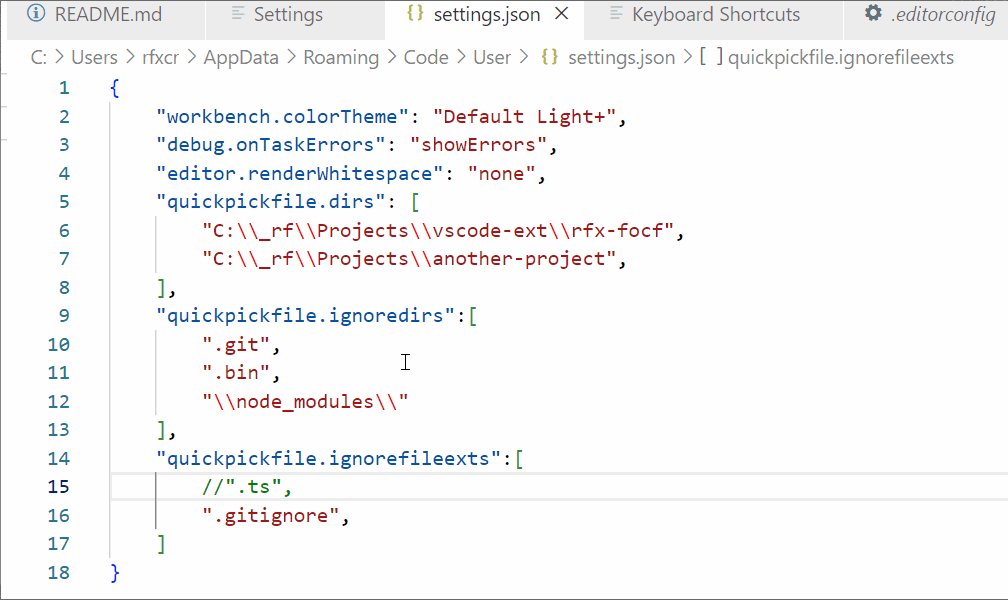 README.md Settings {} settings.json × Keyboard Shortcuts .editorconfig
C: > Users > rfxcr > AppData > Roaming > Code > User > {} settings.json > [ ] quickpickfile.ignorefileexts
1 {
2 "workbench.colorTheme": "Default Light+",
3 "debug.onTaskErrors": "showErrors",
4 "editor.renderWhitespace": "none",
5 "quickpickfile.dirs": [
6 "C:\\_rf\\Projects\\vscode-ext\\rfx-focf",
7 "C:\\_rf\\Projects\\another-project",
8 ],
9 "quickpickfile.ignoredirs":[
10 ".git",
11 ".bin",
12 "\\node_modules\\"
13 ],
14 "quickpickfile.ignorefileexts":[
15 //".ts",
16 ".gitignore",
17 ]
18 }